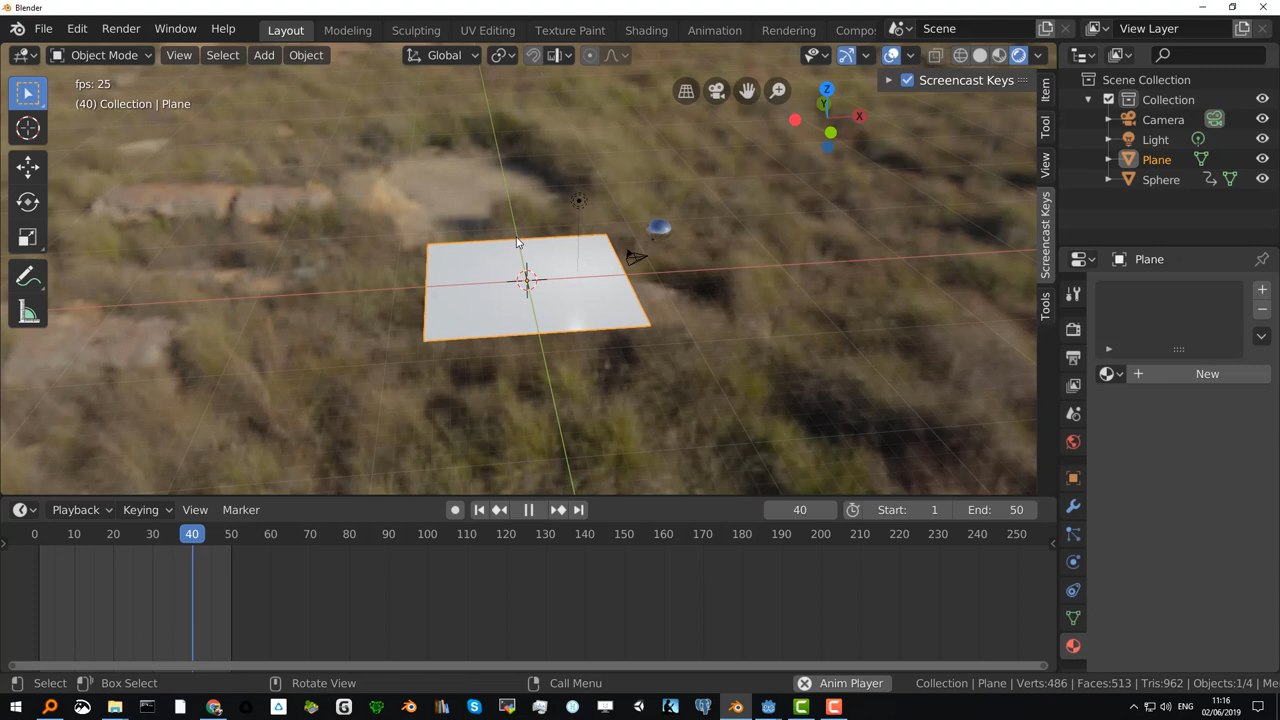 Blender
File Edit Render Window Help Layout Modeling Sculpting UV Editing Texture Paint Shading Animation Rendering Compos Scene View Layer
Object Mode View Select Add Object Global
fps: 25
(40) Collection | Plane
Screencast Keys
Z
Y
X
Item
Tool
View
Screencast Keys
Tools
Scene Collection
Collection
Camera
Light
Plane
Sphere
Plane
New
Playback Keying View Marker 40 Start: 1 End: 50
0 10 20 30 40 50 60 70 80 90 100 110 120 130 140 150 160 170 180 190 200 210 220 230 240 250
Select Box Select Rotate View Call Menu Anim Player Collection | Plane | Verts:486 | Faces:513 | Tris:962 | Objects:1/4 | Me
ENG
11:16
02/06/2019